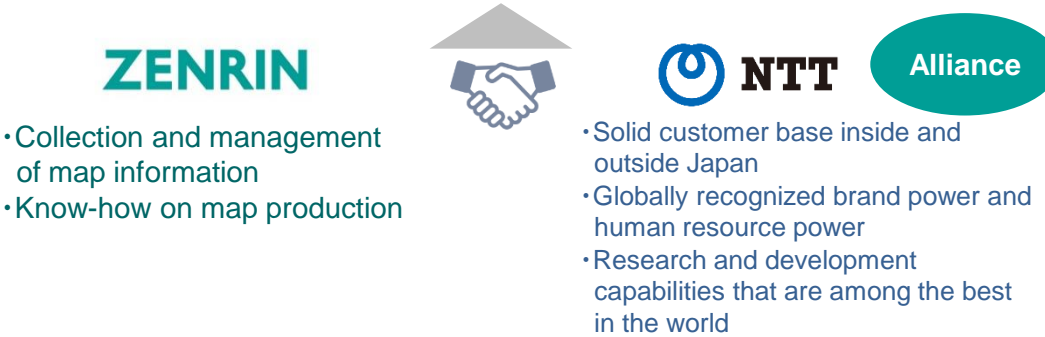 ZENRIN
・Collection and management
of map information
・Know-how on map production
NTT
Alliance
・Solid customer base inside and
outside Japan
・Globally recognized brand power and
human resource power
・Research and development
capabilities that are among the best
in the world